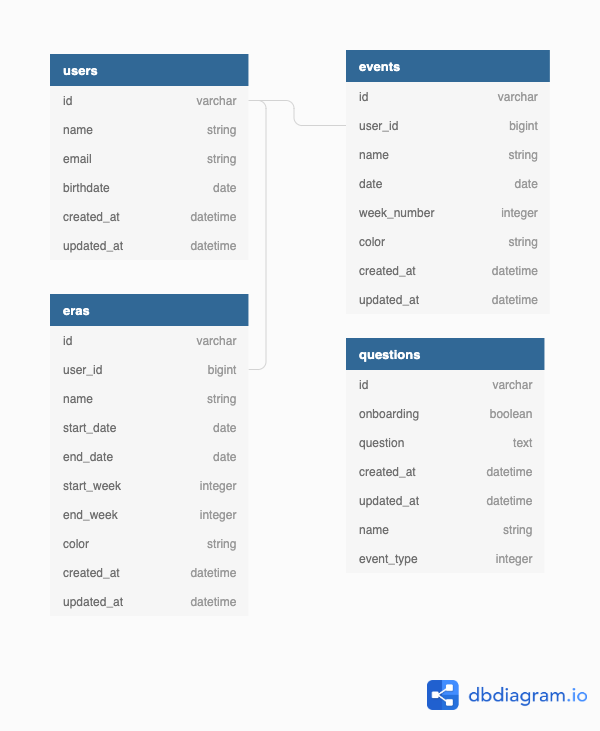 users
id varchar
name string
email string
birthdate date
created_at datetime
updated_at datetime
events
id varchar
user_id bigint
name string
date date
week_number integer
color string
created_at datetime
updated_at datetime
eras
id varchar
user_id bigint
name string
start_date date
end_date date
start_week integer
end_week integer
color string
created_at datetime
updated_at datetime
questions
id varchar
onboarding boolean
question text
created_at datetime
updated_at datetime
name string
event_type integer
dbdiagram.io